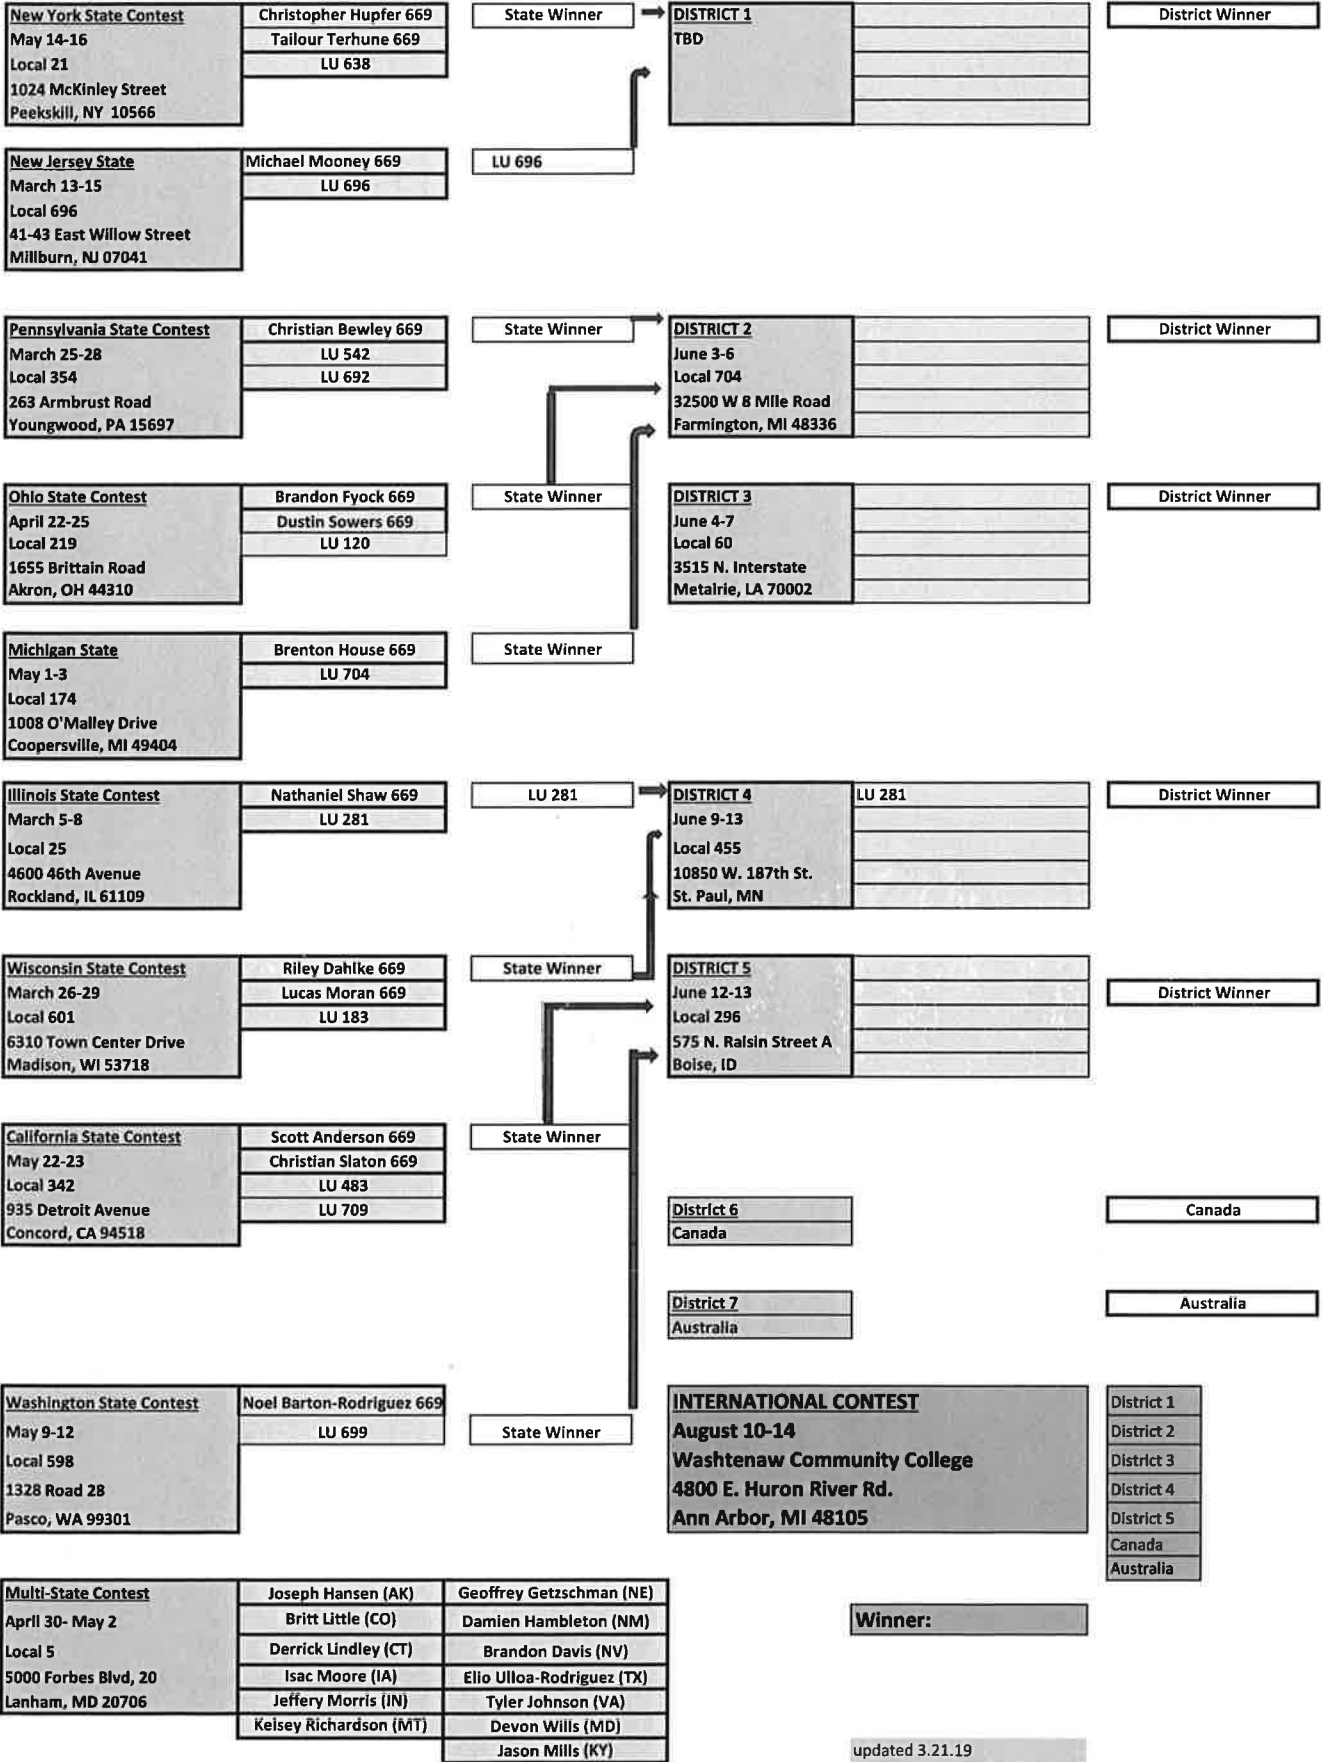 New York State Contest
May 14-16
Local 21
1024 McKinley Street
Peekskill, NY 10566
Christopher Hupfer 669
Tailour Terhune 669
LU 638
State Winner
DISTRICT 1
TBD
District Winner
New Jersey State
March 13-15
Local 696
41-43 East Willow Street
Millburn, NJ 07041
Michael Mooney 669
LU 696
LU 696
Pennsylvania State Contest
March 25-28
Local 354
263 Armbrust Road
Youngwood, PA 15697
Christian Bewley 669
LU 542
LU 692
State Winner
DISTRICT 2
June 3-6
Local 704
32500 W 8 Mile Road
Farmington, MI 48336
District Winner
Ohio State Contest
April 22-25
Local 219
1655 Brittain Road
Akron, OH 44310
Brandon Fyock 669
Dustin Sowers 669
LU 120
State Winner
DISTRICT 3
June 4-7
Local 60
3515 N. Interstate
Metairie, LA 70002
District Winner
Michigan State
May 1-3
Local 174
1008 O'Malley Drive
Coopersville, MI 49404
Brenton House 669
LU 704
State Winner
Illinois State Contest
March 5-8
Local 25
4600 46th Avenue
Rockland, IL 61109
Nathaniel Shaw 669
LU 281
LU 281
DISTRICT 4
June 9-13
Local 455
10850 W. 187th St.
St. Paul, MN
LU 281
District Winner
Wisconsin State Contest
March 26-29
Local 601
6310 Town Center Drive
Madison, WI 53718
Riley Dahlke 669
Lucas Moran 669
LU 183
State Winner
DISTRICT 5
June 12-13
Local 296
575 N. Ralsin Street A
Boise, ID
District Winner
California State Contest
May 22-23
Local 342
935 Detroit Avenue
Concord, CA 94518
Scott Anderson 669
Christian Slaton 669
LU 483
LU 709
State Winner
District 6
Canada
Canada
District 7
Australia
Australia
Washington State Contest
May 9-12
Local 598
1328 Road 28
Pasco, WA 99301
Noel Barton-Rodriguez 669
LU 699
State Winner
INTERNATIONAL CONTEST
August 10-14
Washtenaw Community College
4800 E. Huron River Rd.
Ann Arbor, MI 48105
District 1
District 2
District 3
District 4
District 5
Canada
Australia
Multi-State Contest
April 30- May 2
Local 5
5000 Forbes Blvd, 20
Lanham, MD 20706
Joseph Hansen (AK)
Britt Little (CO)
Derrick Lindley (CT)
Isac Moore (IA)
Jeffery Morris (IN)
Kelsey Richardson (MT)
Geoffrey Getzschman (NE)
Damien Hambleton (NM)
Brandon Davis (NV)
Elio Ulloa-Rodriguez (TX)
Tyler Johnson (VA)
Devon Wills (MD)
Jason Mills (KY)
Winner:
updated 3.21.19